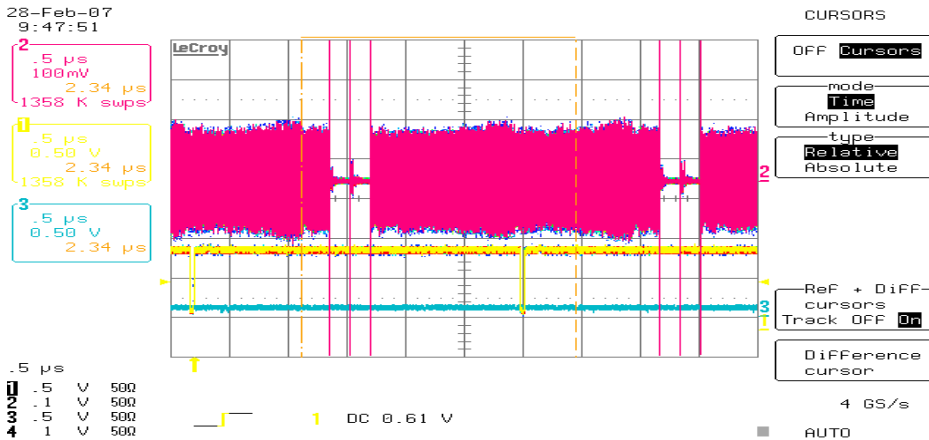 28-Feb-07
9:47:51
2
.5 µs
100mV
2.34 µs
1358 K swps
1
.5 µs
0.50 V
2.34 µs
1358 K swps
3
.5 µs
0.50 V
2.34 µs
LeCroy
2
3
1
CURSORS
OFF Cursors
mode
Time
Amplitude
type
Relative
Absolute
Ref + Diff
cursors
Track OFF On
Difference
cursor
.5 µs
1 .5 V 50Ω
2 .1 V 50Ω
3 .5 V 50Ω
4 1 V 50Ω
1 DC 0.61 V
4 GS/s
AUTO